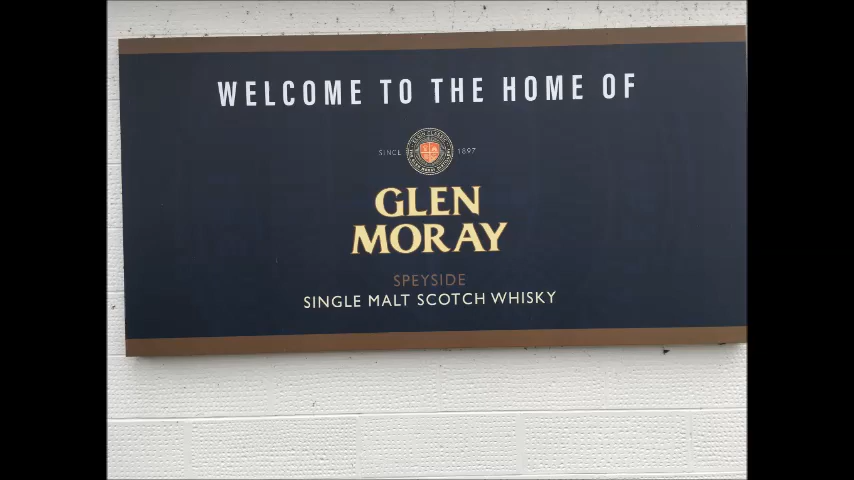 WELCOME TO THE HOME OF
SINCE 1897
GLEN
MORAY
SPEYSIDE
SINGLE MALT SCOTCH WHISKY